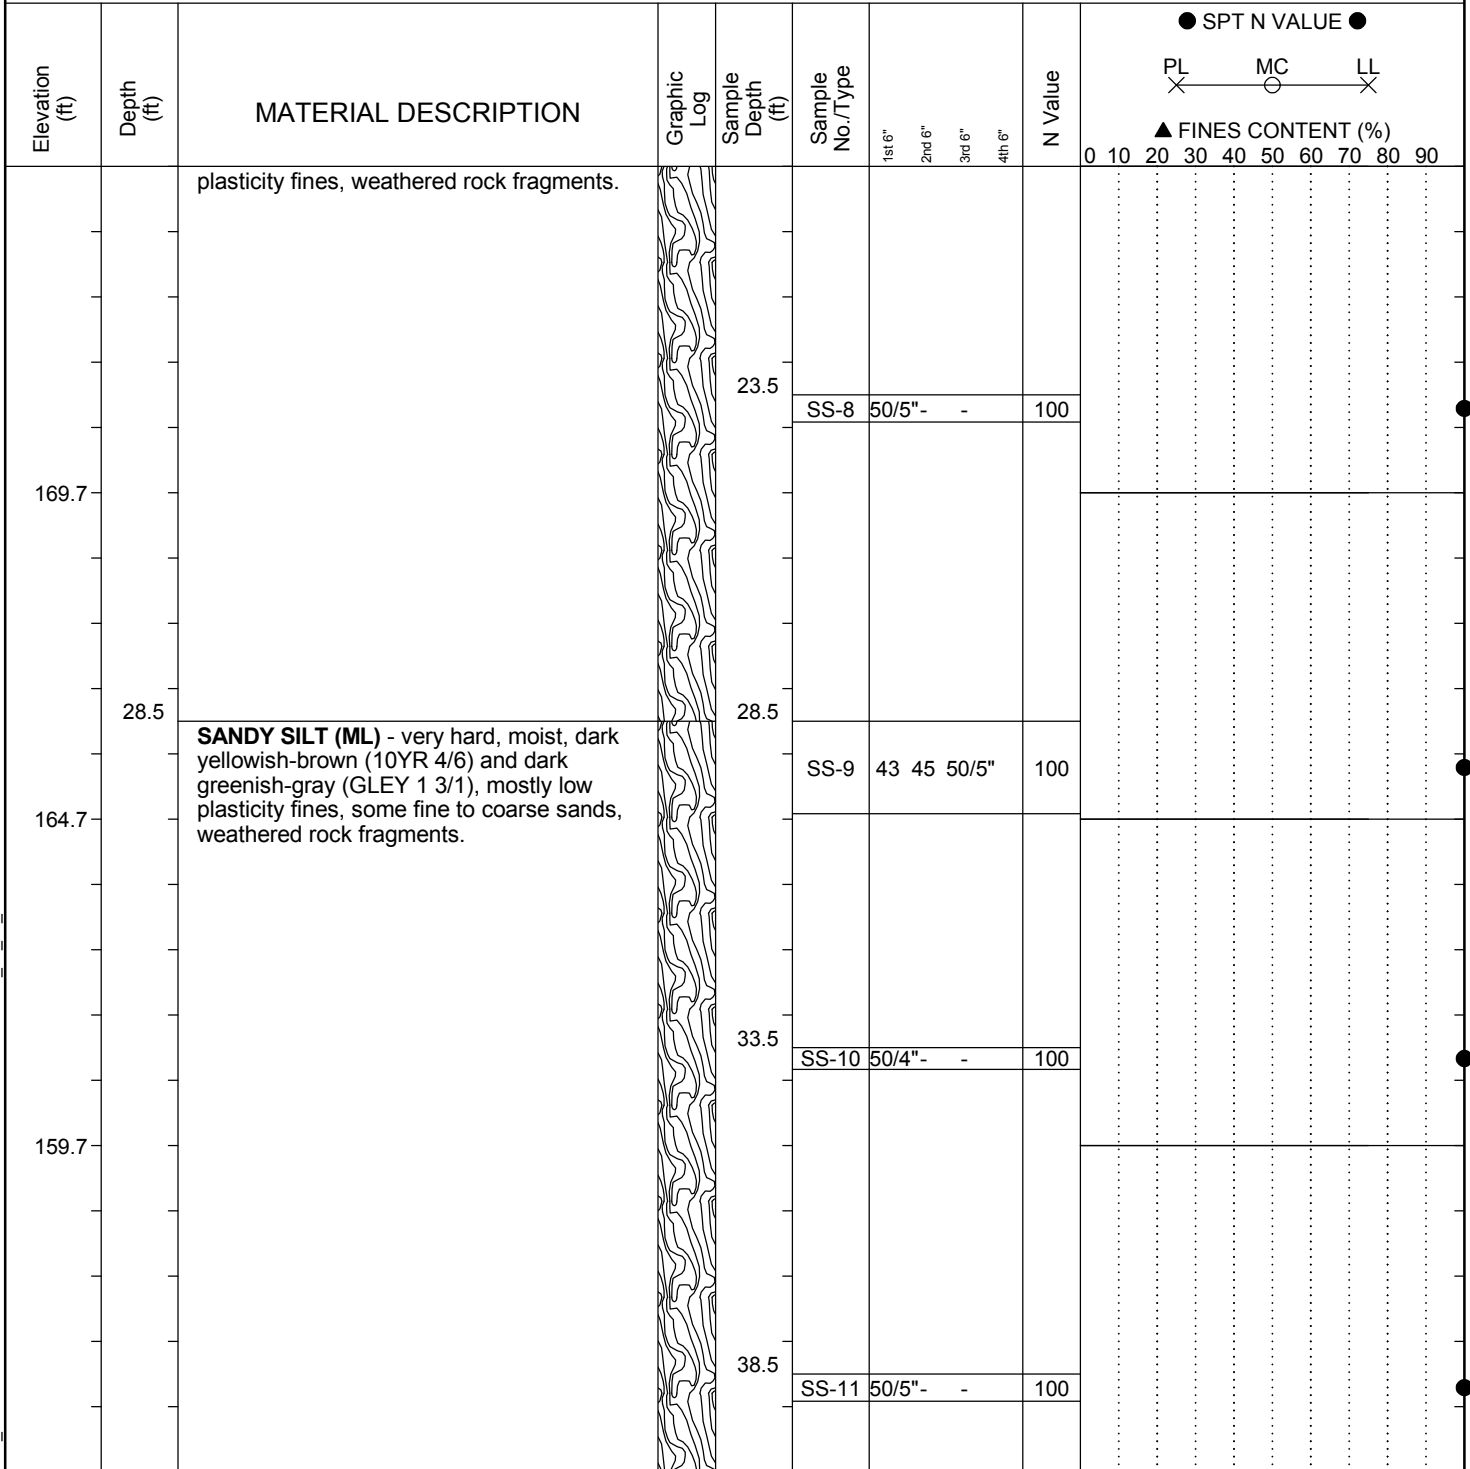 Elevation
(ft)
Depth
(ft)
MATERIAL DESCRIPTION
Graphic
Log
Sample
Depth
(ft)
Sample
No./Type
1st 6"
2nd 6"
3rd 6"
4th 6"
N Value
● SPT N VALUE ●
PL MC LL
▲ FINES CONTENT (%)
0 10 20 30 40 50 60 70 80 90
plasticity fines, weathered rock fragments.
23.5
SS-8 50/5" - - 100
169.7
28.5 28.5
SANDY SILT (ML) - very hard, moist, dark
yellowish-brown (10YR 4/6) and dark
greenish-gray (GLEY 1 3/1), mostly low
plasticity fines, some fine to coarse sands,
weathered rock fragments.
SS-9 43 45 50/5" 100
164.7
33.5
SS-10 50/4" - - 100
159.7
38.5
SS-11 50/5" - - 100